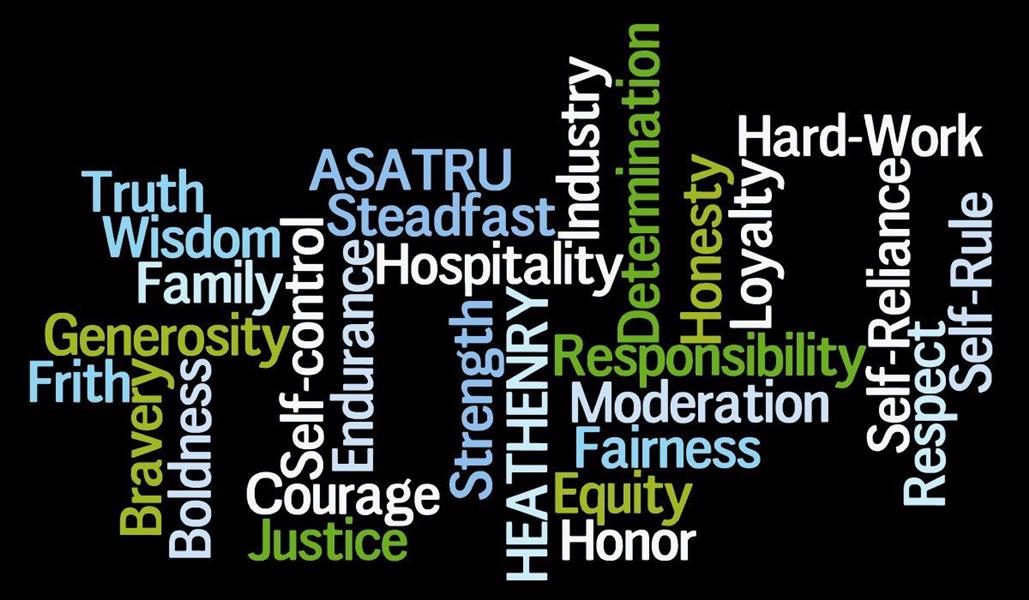 Truth
Wisdom
Family
Generosity
Frith
Bravery
Boldness
Self-control
Endurance
ASATRU
Steadfast
Hospitality
Courage
Justice
Strength
HEATHENRY
Industry
Determination
Honesty
Loyalty
Hard-Work
Responsibility
Moderation
Fairness
Equity
Honor
Self-Reliance
Respect
Self-Rule